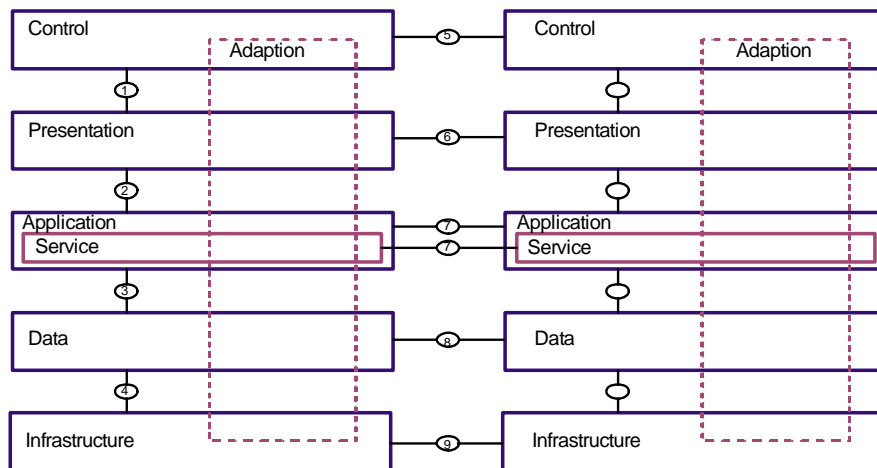 Control
5
Control
Adaption
Adaption
1
Presentation
6
Presentation
2
Application
7
Application
Service
7
Service
3
Data
8
Data
4
Infrastructure
9
Infrastructure